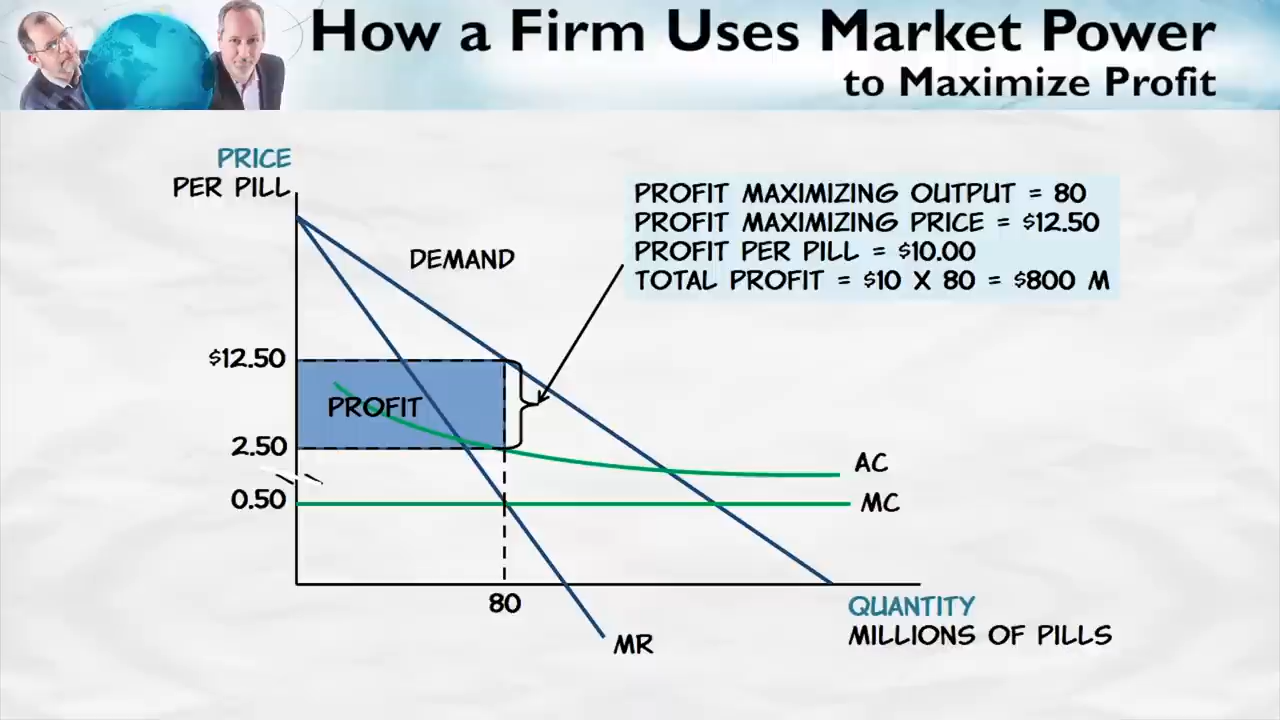 How a Firm Uses Market Power
to Maximize Profit
PRICE
PER PILL
PROFIT MAXIMIZING OUTPUT = 80
PROFIT MAXIMIZING PRICE = $12.50
PROFIT PER PILL = $10.00
TOTAL PROFIT = $10 X 80 = $800 M
DEMAND
$12.50
PROFIT
2.50
AC
0.50
MC
80
QUANTITY
MILLIONS OF PILLS
MR